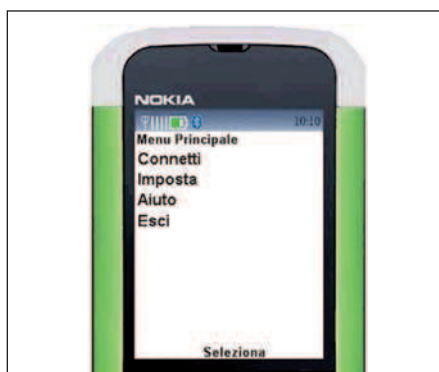 NOKIA
10:10
Menu Principale
Connetti
Imposta
Aiuto
Esci
Seleziona